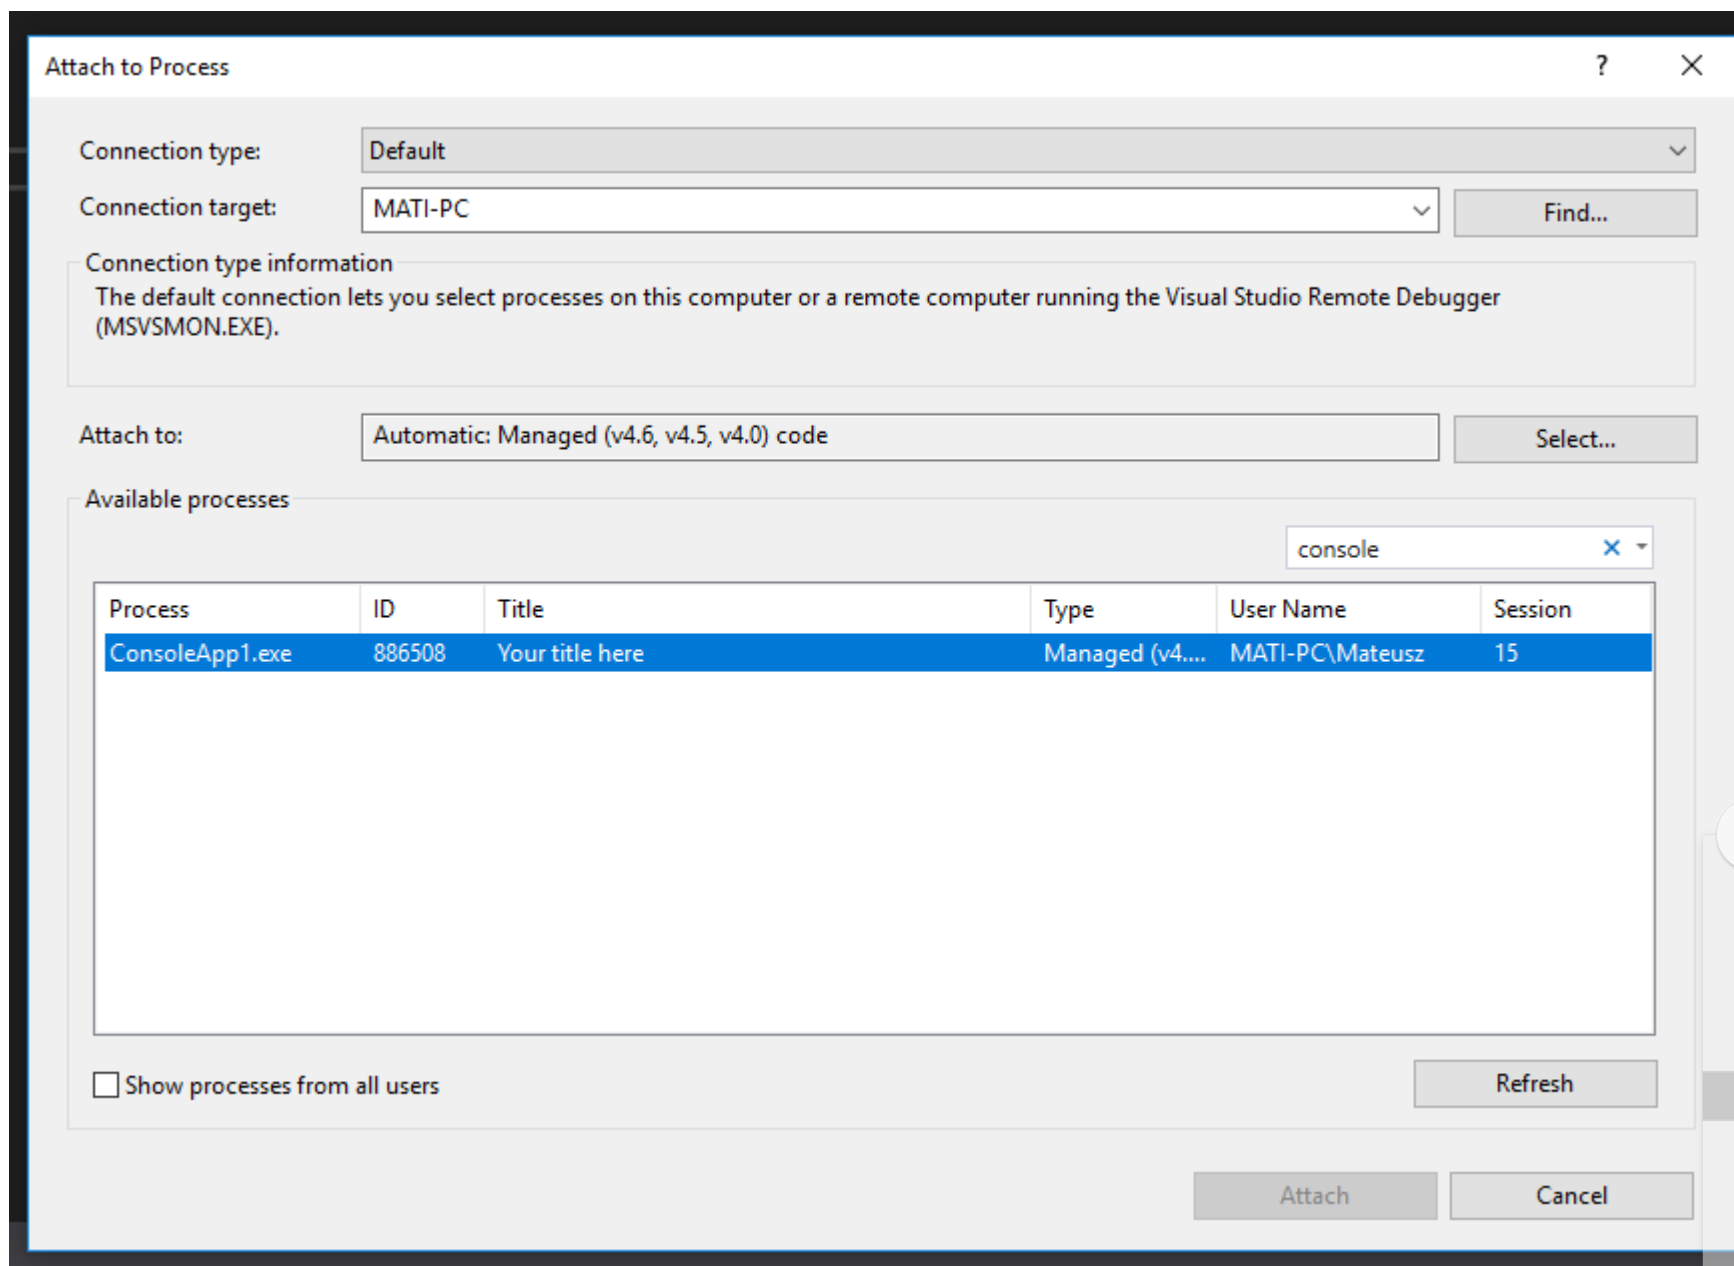 Attach to Process
?
Connection type:
Default
Connection target:
MATI-PC
Find...
Connection type information
The default connection lets you select processes on this computer or a remote computer running the Visual Studio Remote Debugger
(MSVSMON.EXE).
Attach to:
Automatic: Managed (v4.6, v4.5, v4.0) code
Select...
Available processes
console
Process ID Title Type User Name Session
ConsoleApp1.exe 886508 Your title here Managed (v4.... MATI-PC\Mateusz 15
Show processes from all users
Refresh
Attach
Cancel